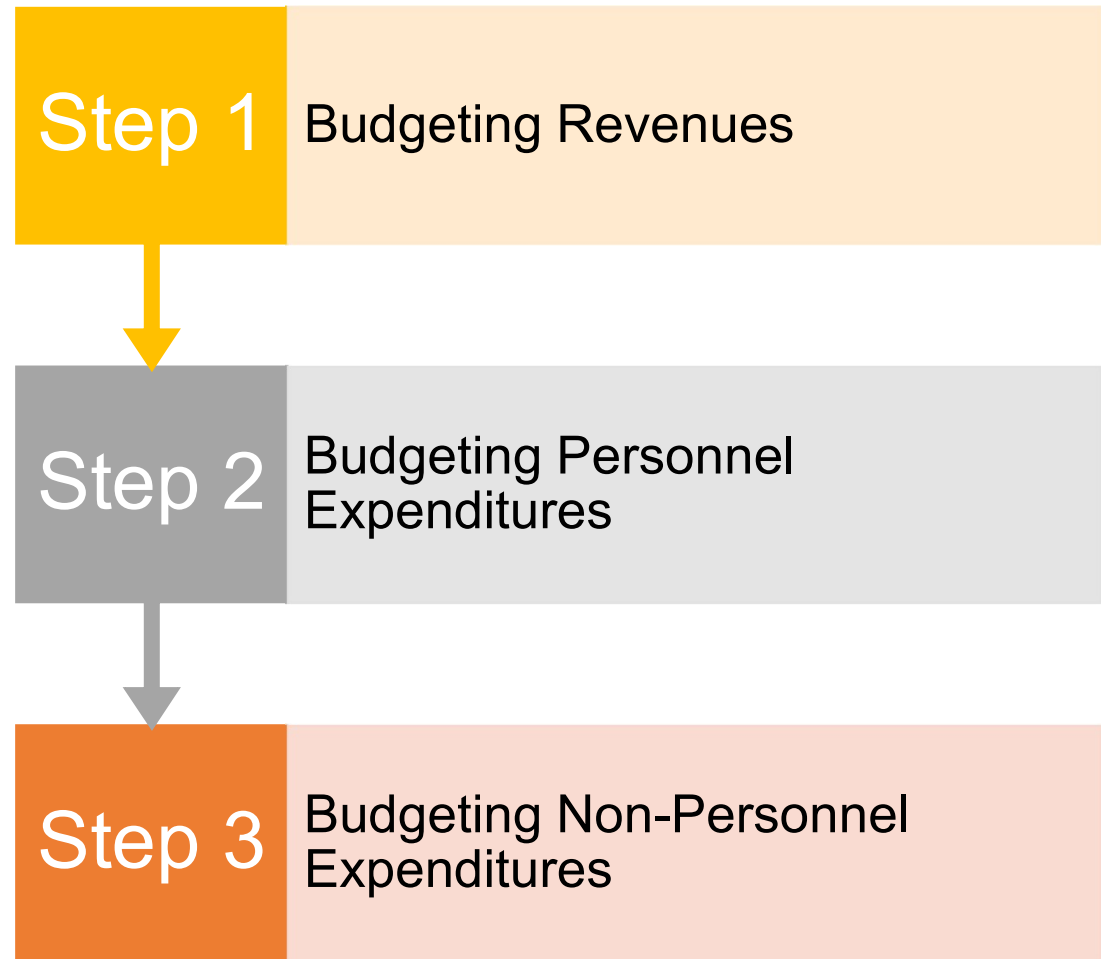 Step 1
Budgeting Revenues
Step 2
Budgeting Personnel
Expenditures
Step 3
Budgeting Non-Personnel
Expenditures